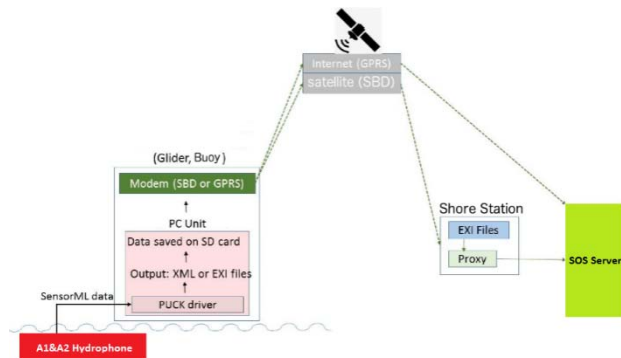 Internet (GPRS)
satellite (SBD)
(Glider, Buoy)
Modem (SBD or GPRS)
PC Unit
Data saved on SD card
Output: XML or EXI files
PUCK driver
SensorML data
A1&A2 Hydrophone
Shore Station
EXI Files
Proxy
SOS Server